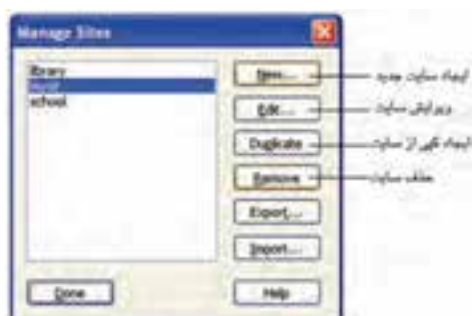 Manage Sites
library
school
New...
Edit...
Duplicate
Remove
Export...
Import...
Done
Help
ایجاد سایت جدید
ویرایش سایت
ایجاد کپی از سایت
حذف سایت